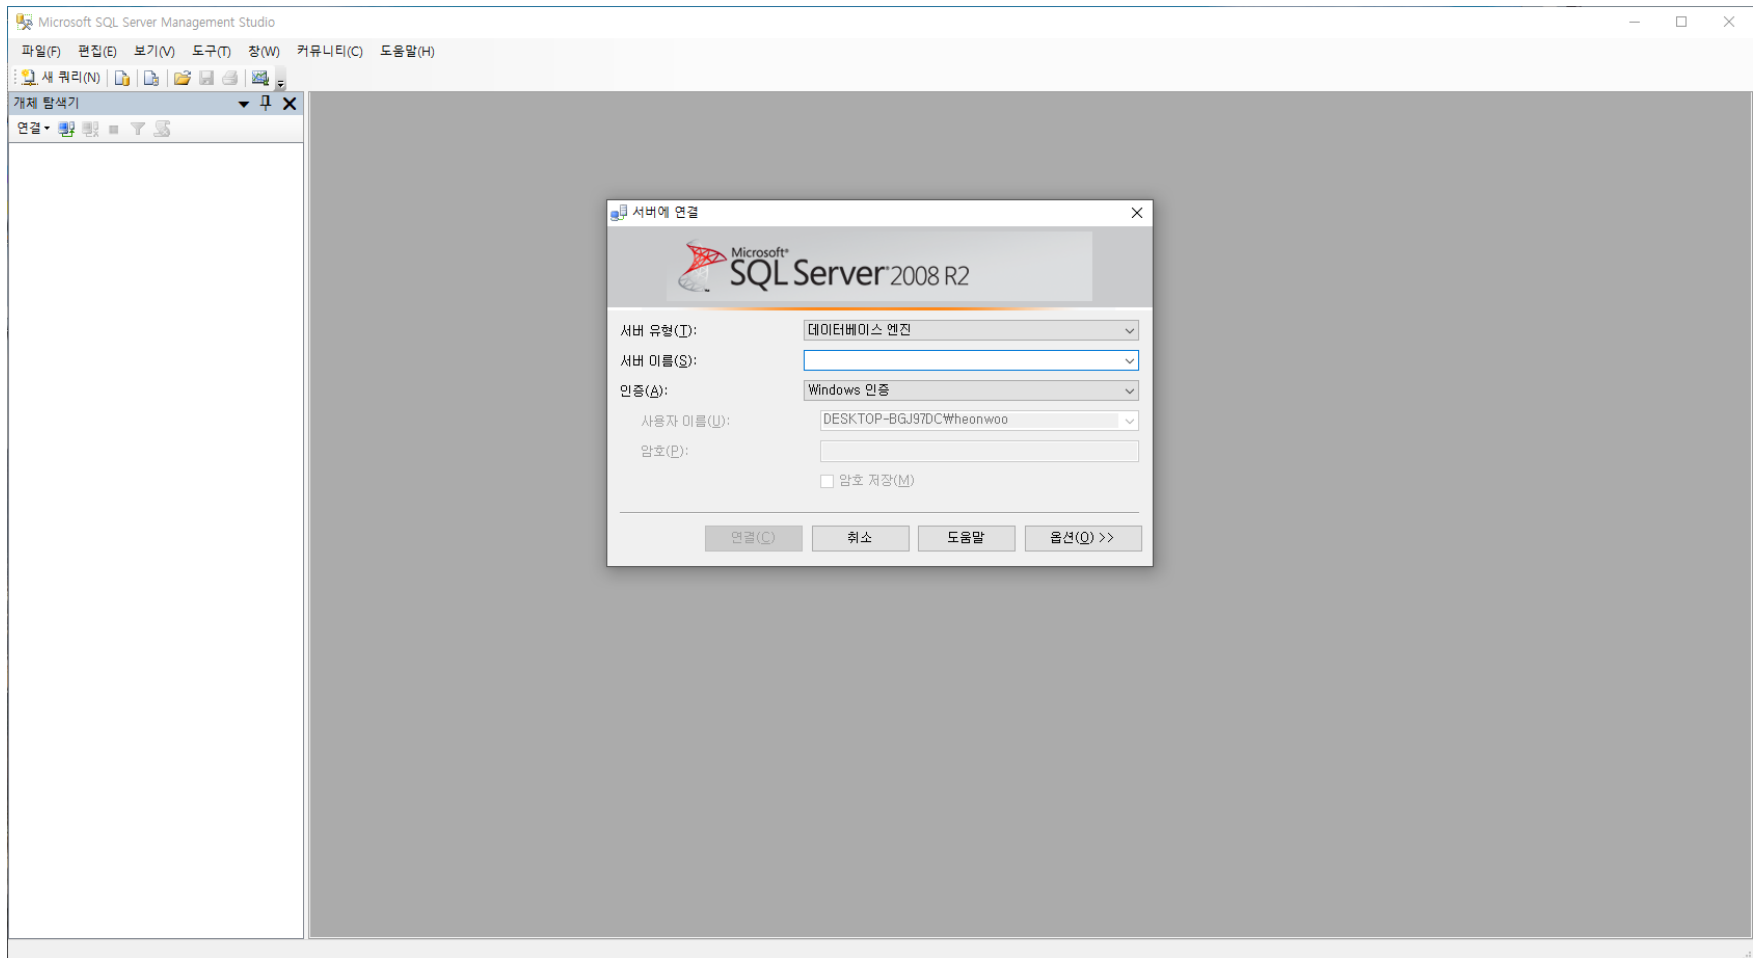 Microsoft SQL Server Management Studio
파일(F) 편집(E) 보기(V) 도구(T) 창(W) 커뮤니티(C) 도움말(H)
새 쿼리(N)
개체 탐색기
연결
서버에 연결
Microsoft®
SQL Server® 2008 R2
서버 유형(T): 데이터베이스 엔진
서버 이름(S):
인증(A): Windows 인증
사용자 이름(U): DESKTOP-BGJ97DC₩heonwoo
암호(P):
암호 저장(M)
연결(C) 취소 도움말 옵션(O) >>